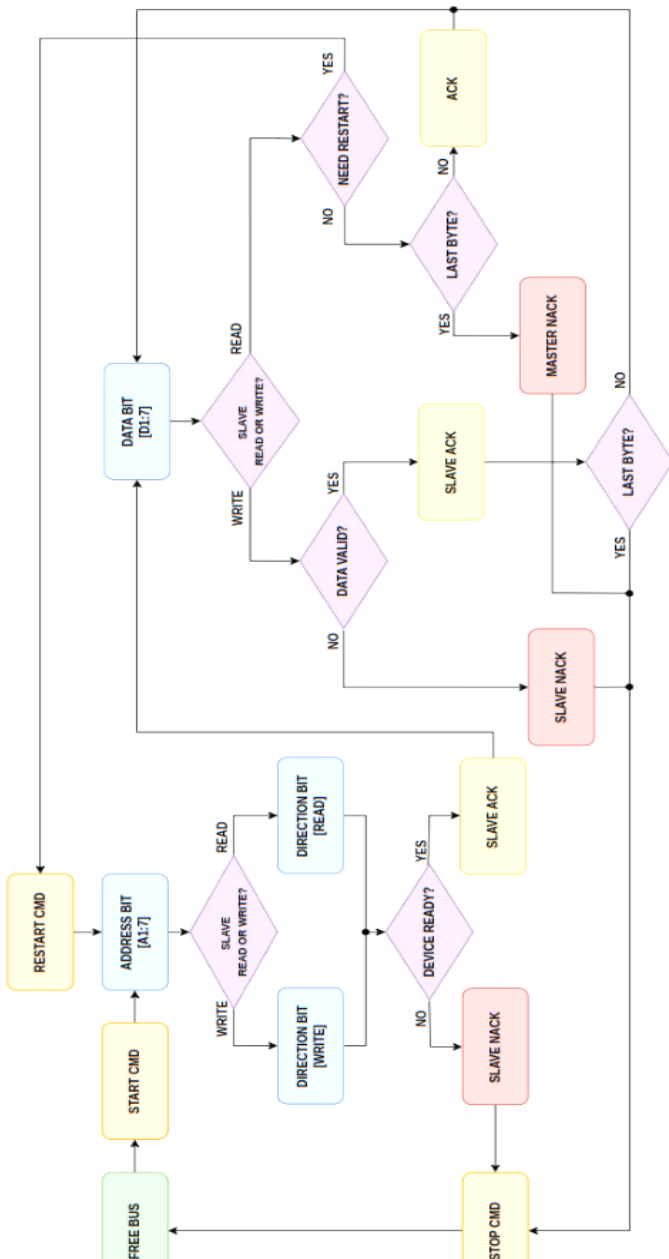 FREE BUS
START CMD
RESTART CMD
ADDRESS BIT
[A1:7]
SLAVE
READ OR WRITE?
WRITE
READ
DIRECTION BIT
[WRITE]
DIRECTION BIT
[READ]
DEVICE READY?
NO
YES
SLAVE NACK
SLAVE ACK
STOP CMD
DATA BIT
[D1:7]
SLAVE
READ OR WRITE?
WRITE
READ
DATA VALID?
NO
YES
SLAVE NACK
SLAVE ACK
NEED RESTART?
YES
NO
LAST BYTE?
NO
YES
ACK
MASTER NACK
LAST BYTE?
YES
NO